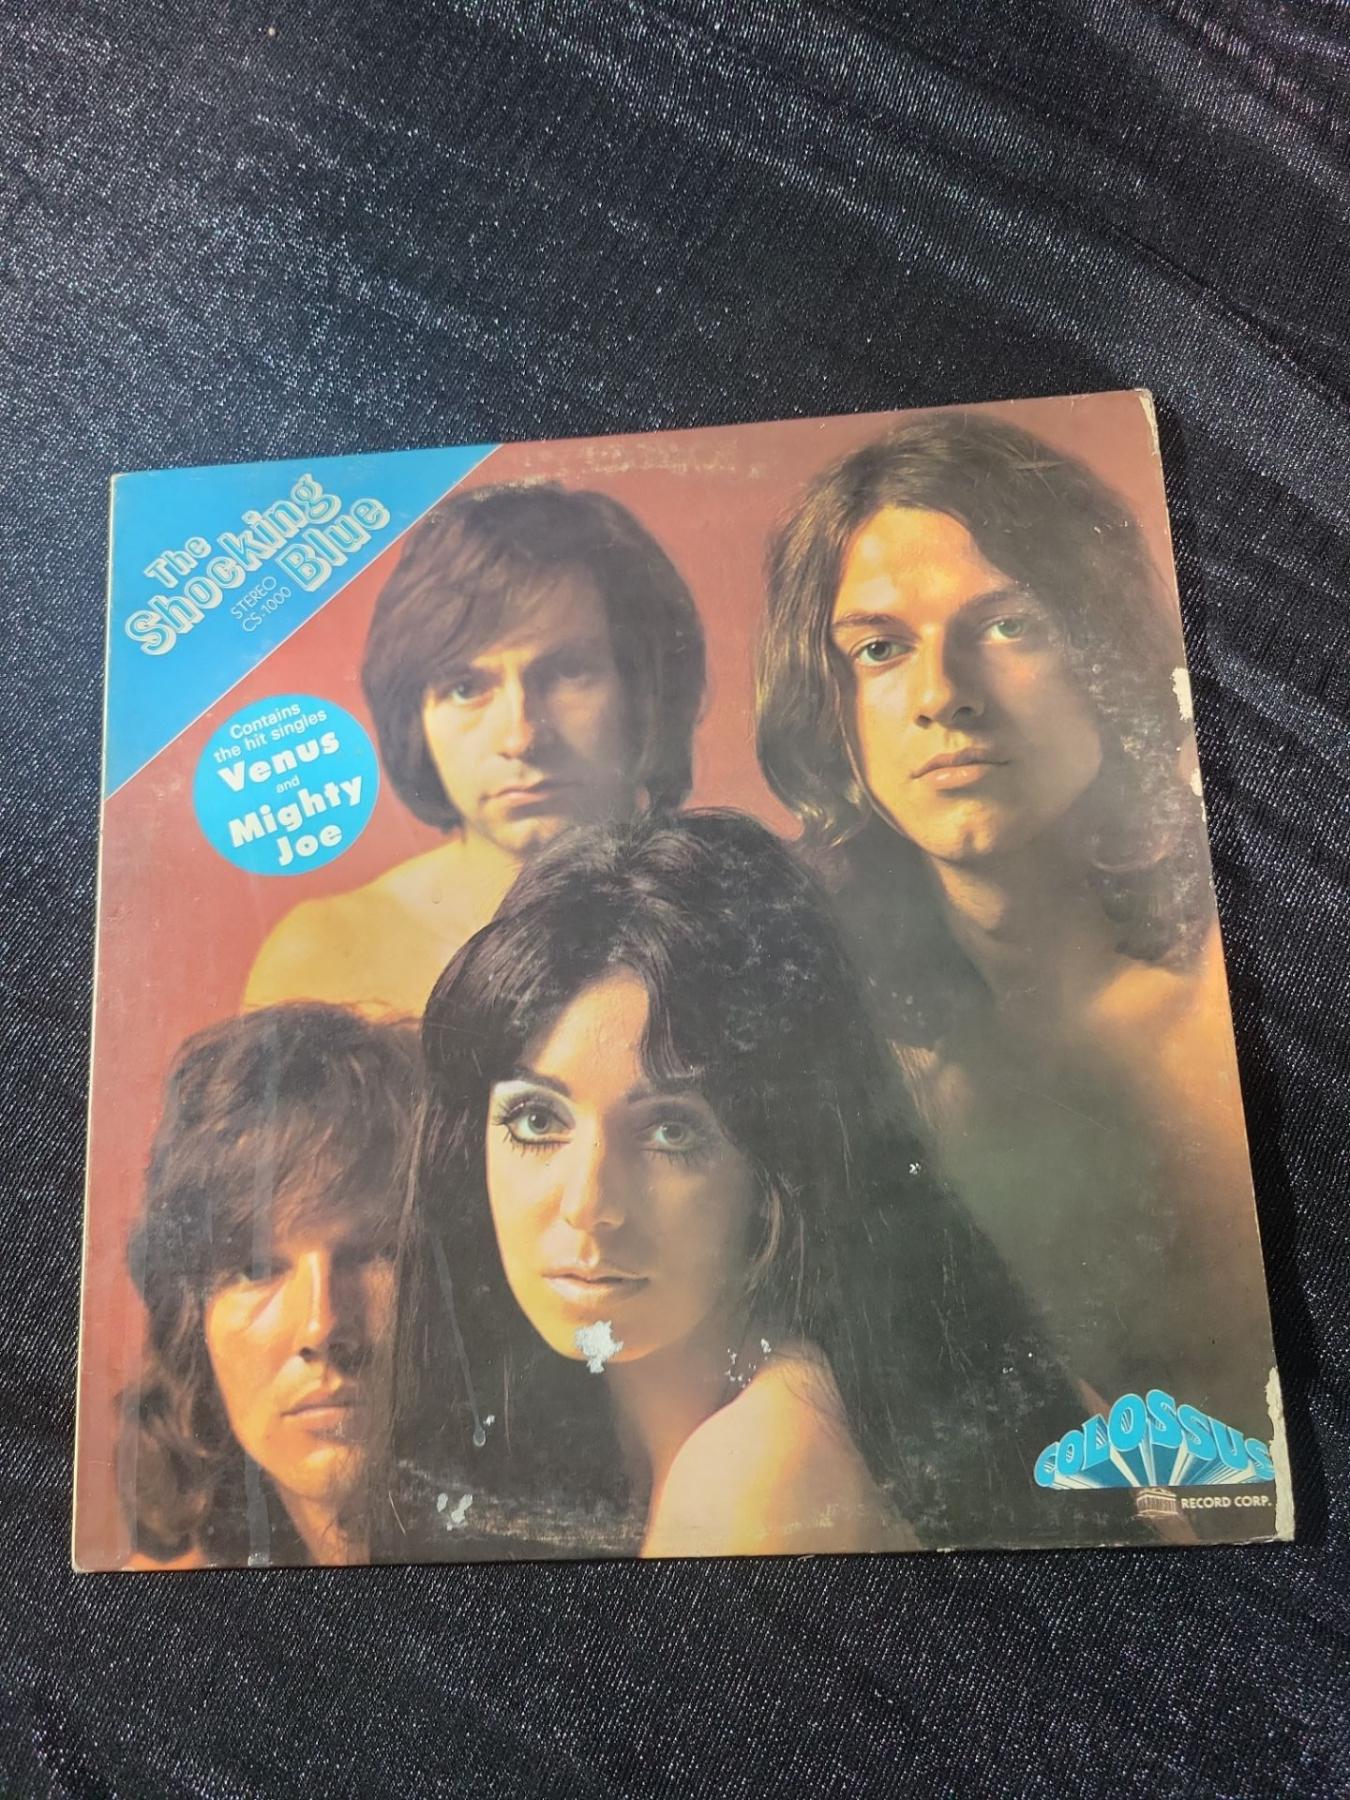 The
Shocking
Blue
STEREO
CS-1000
Contains
the hit singles
Venus
and
Mighty
Joe
COLOSSUS
RECORD CORP.